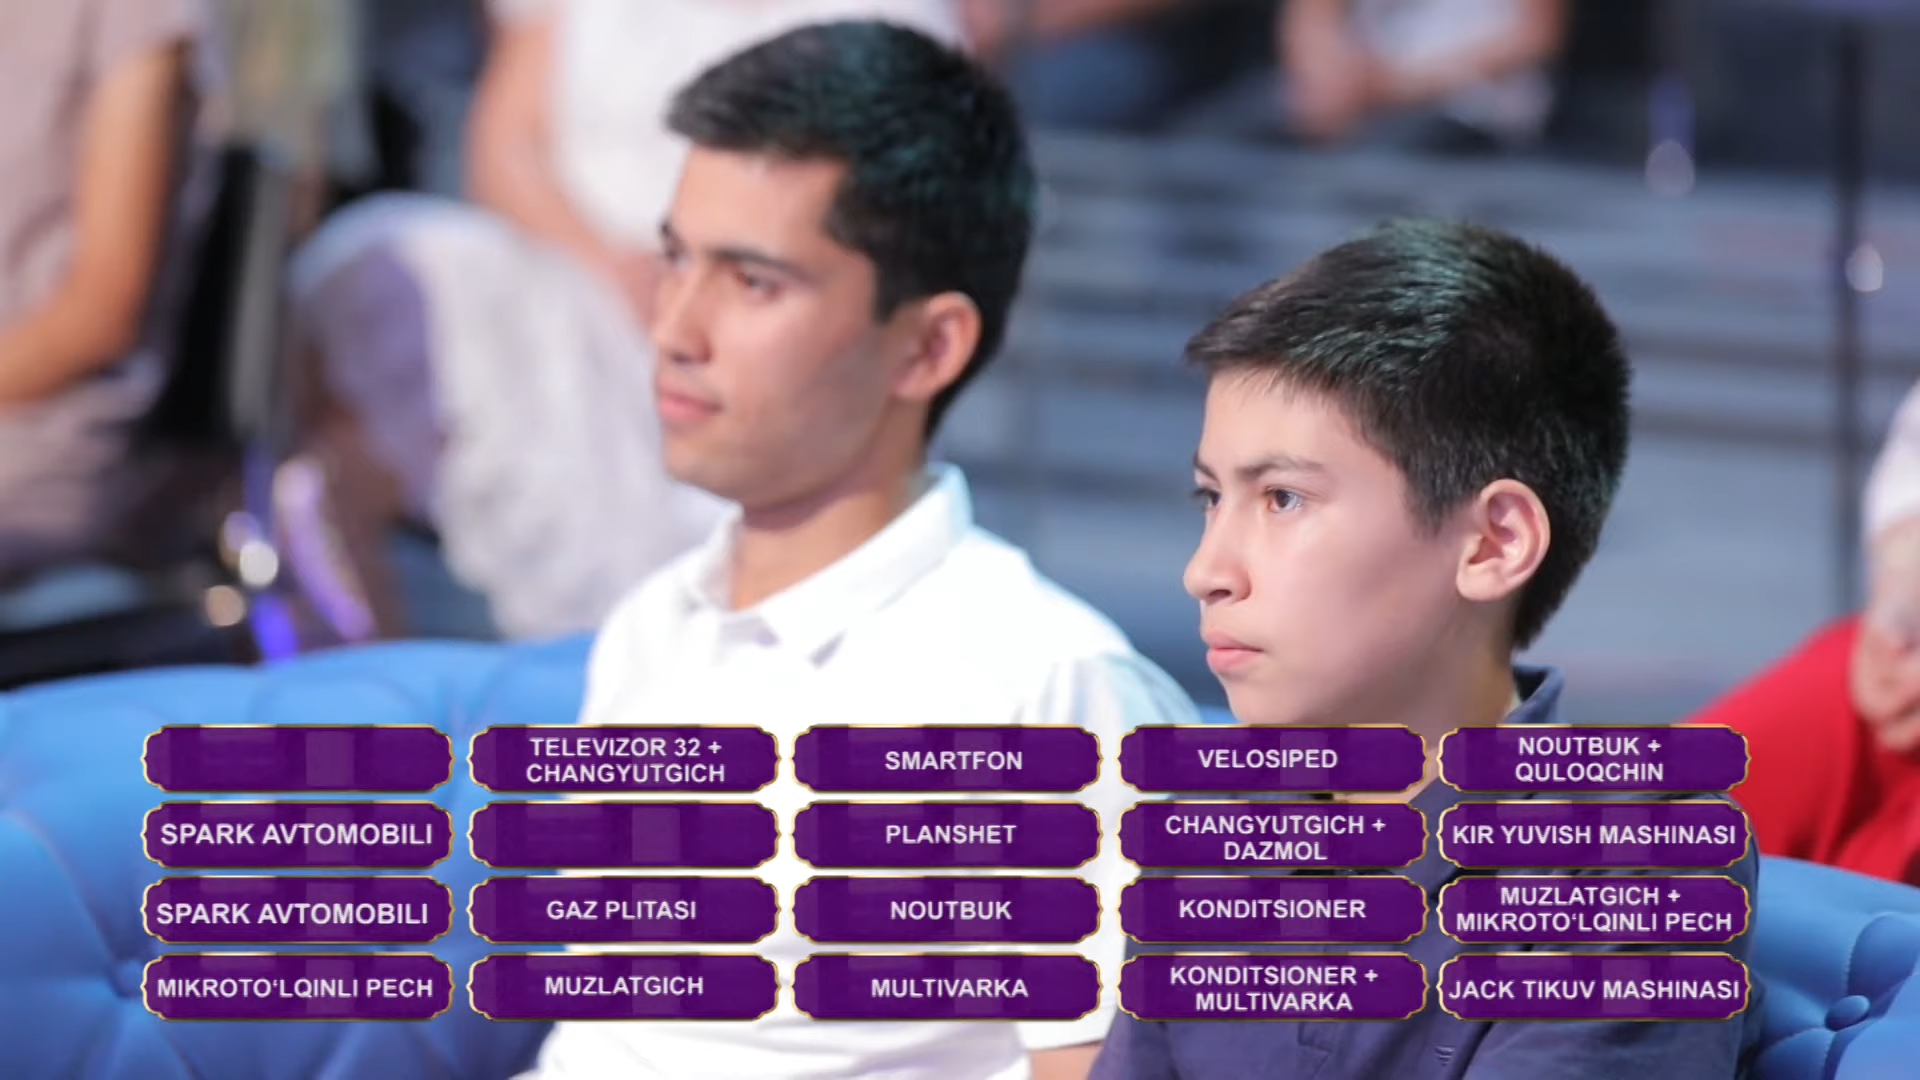 TELEVIZOR 32 +
CHANGYUTGICH
SMARTFON
VELOSIPED
NOUTBUK +
QULOQCHIN
SPARK AVTOMOBILI
PLANSHET
CHANGYUTGICH +
DAZMOL
KIR YUVISH MASHINASI
SPARK AVTOMOBILI
GAZ PLITASI
NOUTBUK
KONDITSIONER
MUZLATGICH +
MIKROTO‘LQINLI PECH
MIKROTO‘LQINLI PECH
MUZLATGICH
MULTIVARKA
KONDITSIONER +
MULTIVARKA
JACK TIKUV MASHINASI